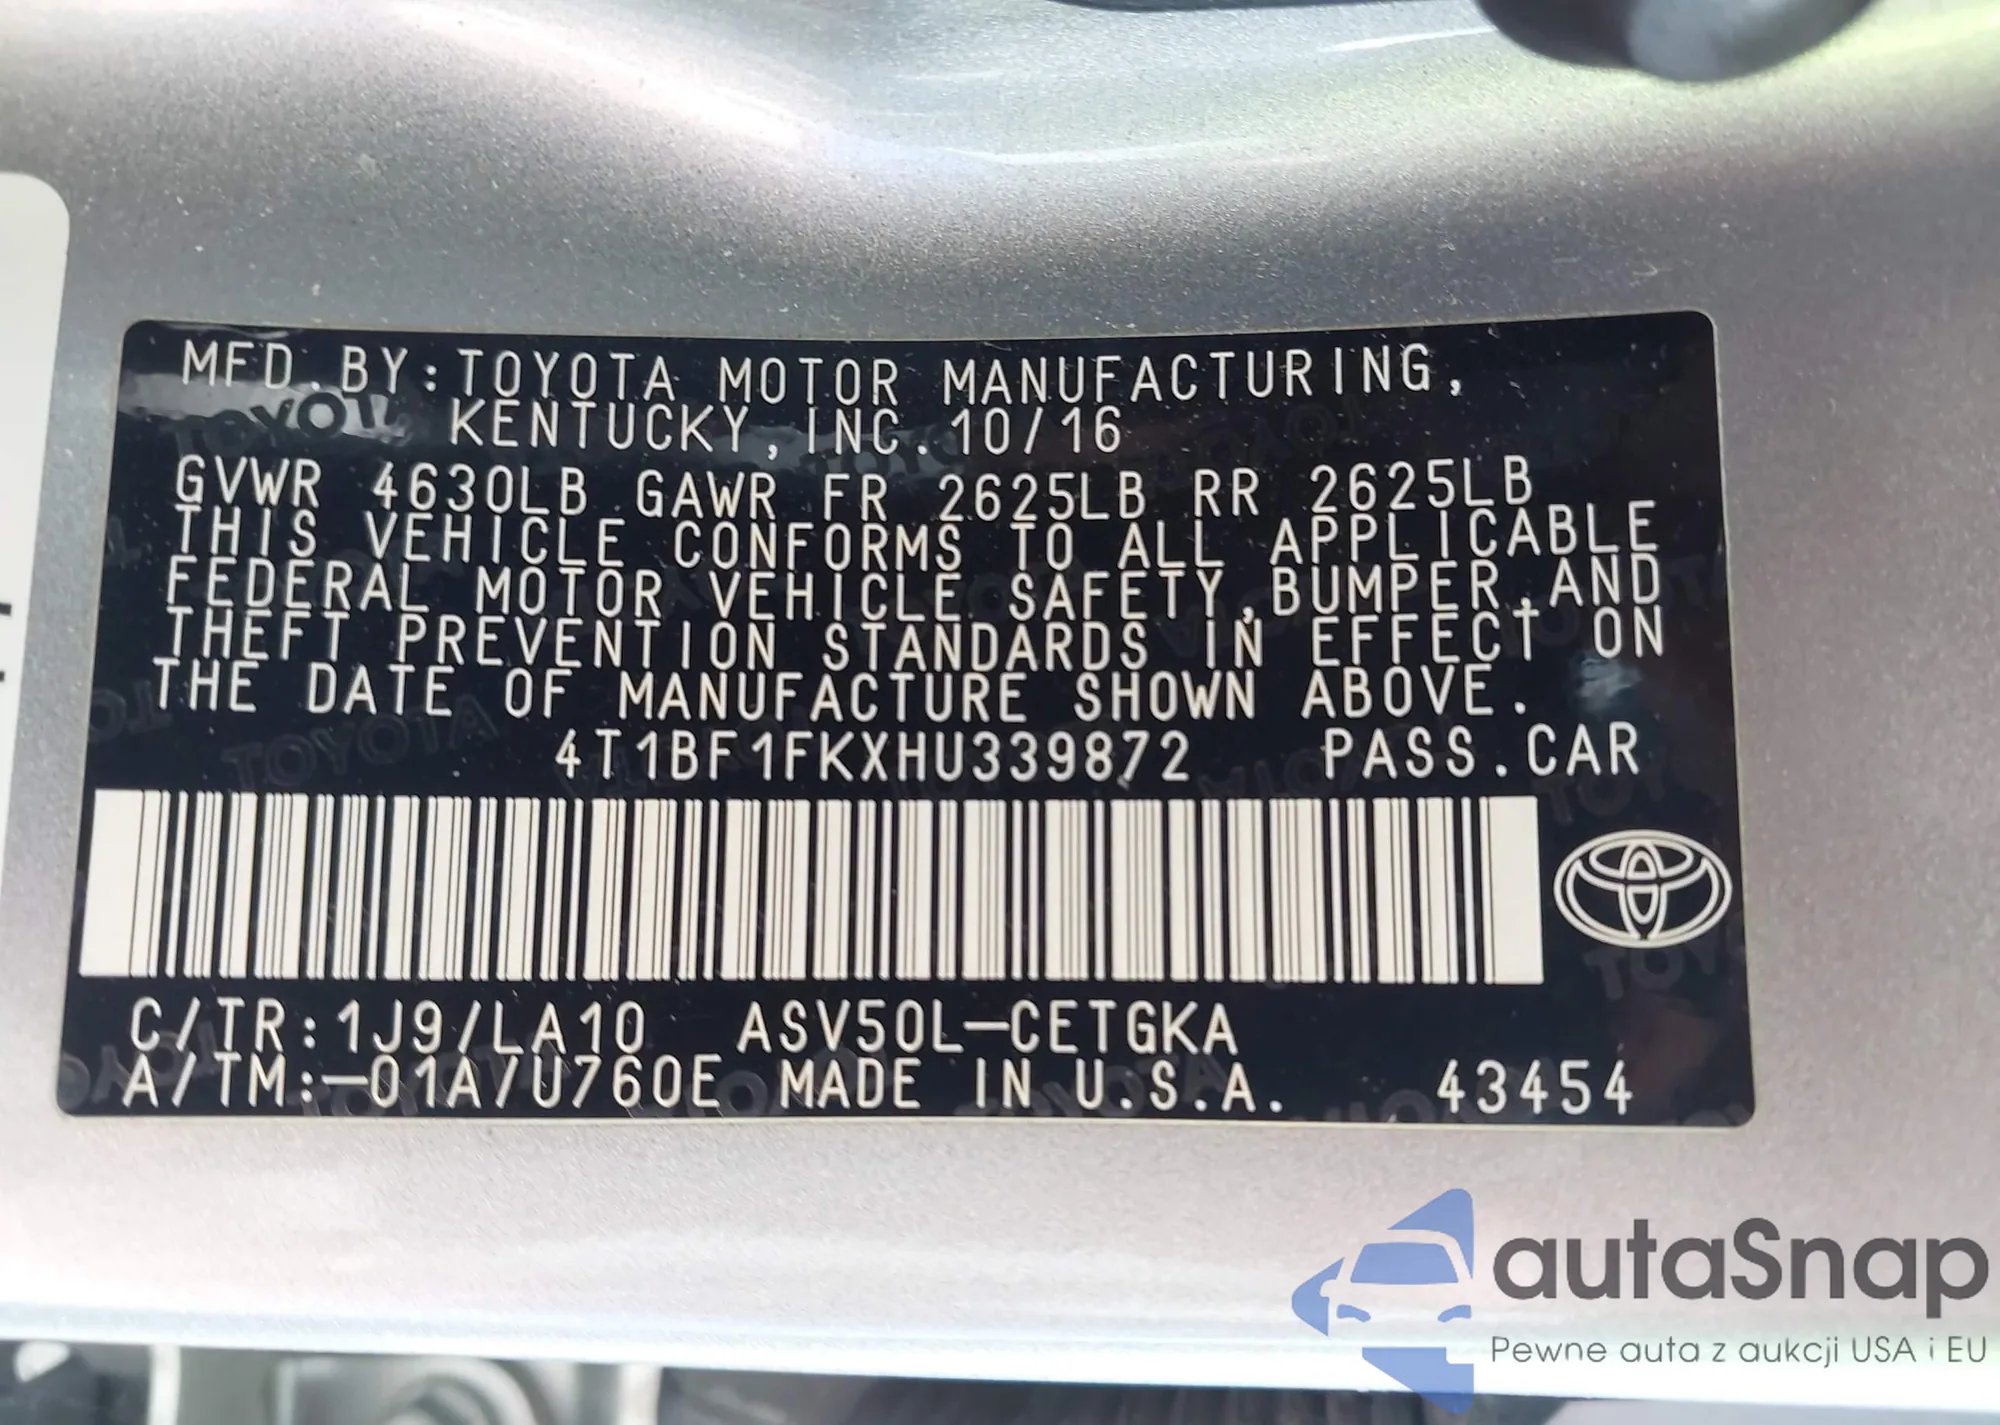 MFD. BY:TOYOTA MOTOR MANUFACTURING,
KENTUCKY,INC.10/16
GVWR 4630LB GAWR FR 2625LB RR 2625LB
THIS VEHICLE CONFORMS TO ALL APPLICABLE
FEDERAL MOTOR VEHICLE SAFETY,BUMPER,AND
THEFT PREVENTION STANDARDS IN EFFECT ON
THE DATE OF MANUFACTURE SHOWN ABOVE.
4T1BF1FKXHU339872 PASS.CAR
C/TR:1J9/LA10 ASV50L-CETGKA
A/TM:-01A/U760E MADE IN U.S.A. 43454
autaSnap
Pewne auta z aukcji USA i EU